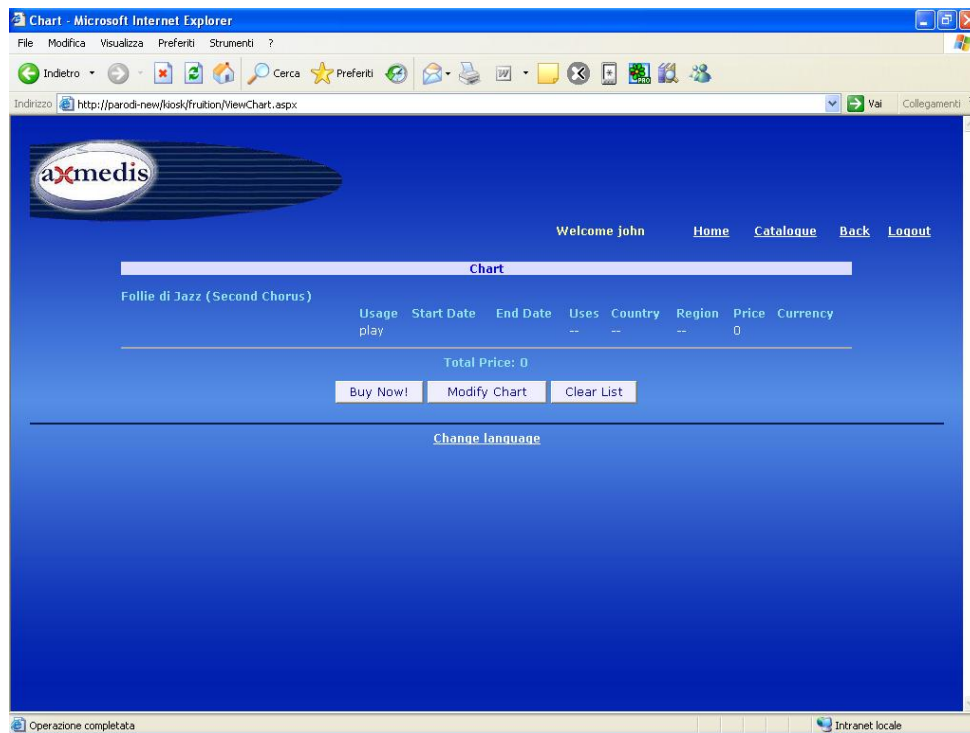 Chart - Microsoft Internet Explorer
File Modifica Visualizza Preferiti Strumenti ?
Indietro Cerca Preferiti
Indirizzo http://parodi-new/kiosk/fruition/ViewChart.aspx Vai Collegamenti
axmedis
Welcome john Home Catalogue Back Logout
Chart
Follie di Jazz (Second Chorus)
Usage Start Date End Date Uses Country Region Price Currency
play -- -- -- 0
Total Price: 0
Buy Now! Modify Chart Clear List
Change language
Operazione completata Intranet locale